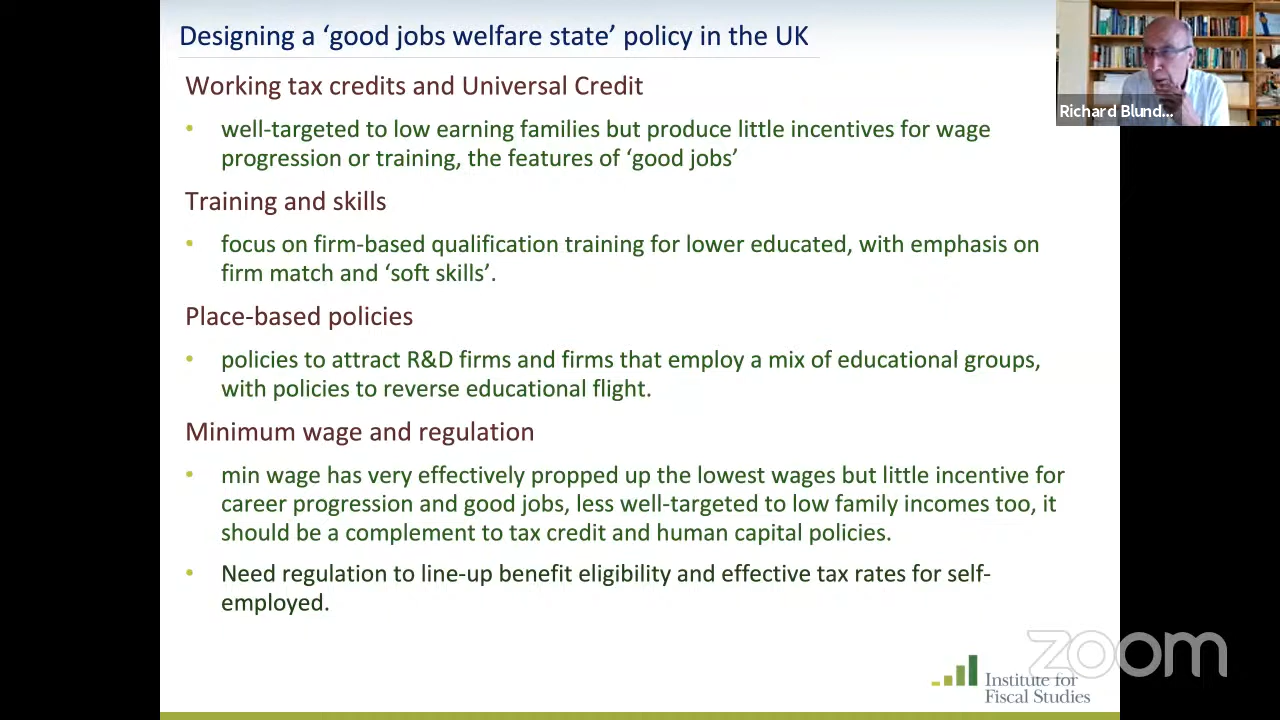 Designing a ‘good jobs welfare state’ policy in the UK
Working tax credits and Universal Credit
• well-targeted to low earning families but produce little incentives for wage
progression or training, the features of ‘good jobs’
Training and skills
• focus on firm-based qualification training for lower educated, with emphasis on
firm match and ‘soft skills’.
Place-based policies
• policies to attract R&D firms and firms that employ a mix of educational groups,
with policies to reverse educational flight.
Minimum wage and regulation
• min wage has very effectively propped up the lowest wages but little incentive for
career progression and good jobs, less well-targeted to low family incomes too, it
should be a complement to tax credit and human capital policies.
• Need regulation to line-up benefit eligibility and effective tax rates for self-
employed.
Richard Blund...
zoom
Institute for
Fiscal Studies